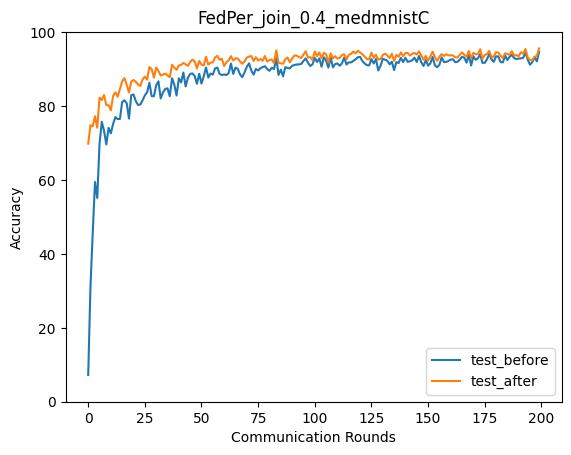 FedPer_join_0.4_medmnistC
100
80
60
40
20
0
Accuracy
0 25 50 75 100 125 150 175 200
Communication Rounds
test_before
test_after